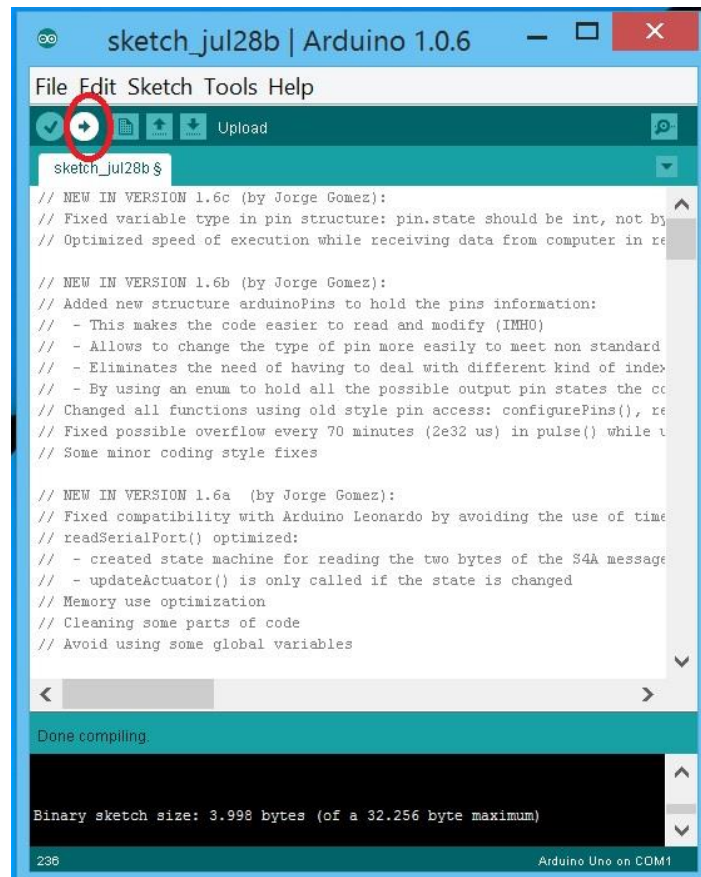 sketch_jul28b | Arduino 1.0.6
File Edit Sketch Tools Help
Upload
sketch_jul28b §
// NEW IN VERSION 1.6c (by Jorge Gomez):
// Fixed variable type in pin structure: pin.state should be int, not by
// Optimized speed of execution while receiving data from computer in re
// NEW IN VERSION 1.6b (by Jorge Gomez):
// Added new structure arduinoPins to hold the pins information:
// - This makes the code easier to read and modify (IMHO)
// - Allows to change the type of pin more easily to meet non standard
// - Eliminates the need of having to deal with different kind of index
// - By using an enum to hold all the possible output pin states the co
// Changed all functions using old style pin access: configurePins(), re
// Fixed possible overflow every 70 minutes (2e32 us) in pulse() while u
// Some minor coding style fixes
// NEW IN VERSION 1.6a (by Jorge Gomez):
// Fixed compatibility with Arduino Leonardo by avoiding the use of time
// readSerialPort() optimized:
// - created state machine for reading the two bytes of the S4A message
// - updateActuator() is only called if the state is changed
// Memory use optimization
// Cleaning some parts of code
// Avoid using some global variables
Done compiling.
Binary sketch size: 3.998 bytes (of a 32.256 byte maximum)
236
Arduino Uno on COM1